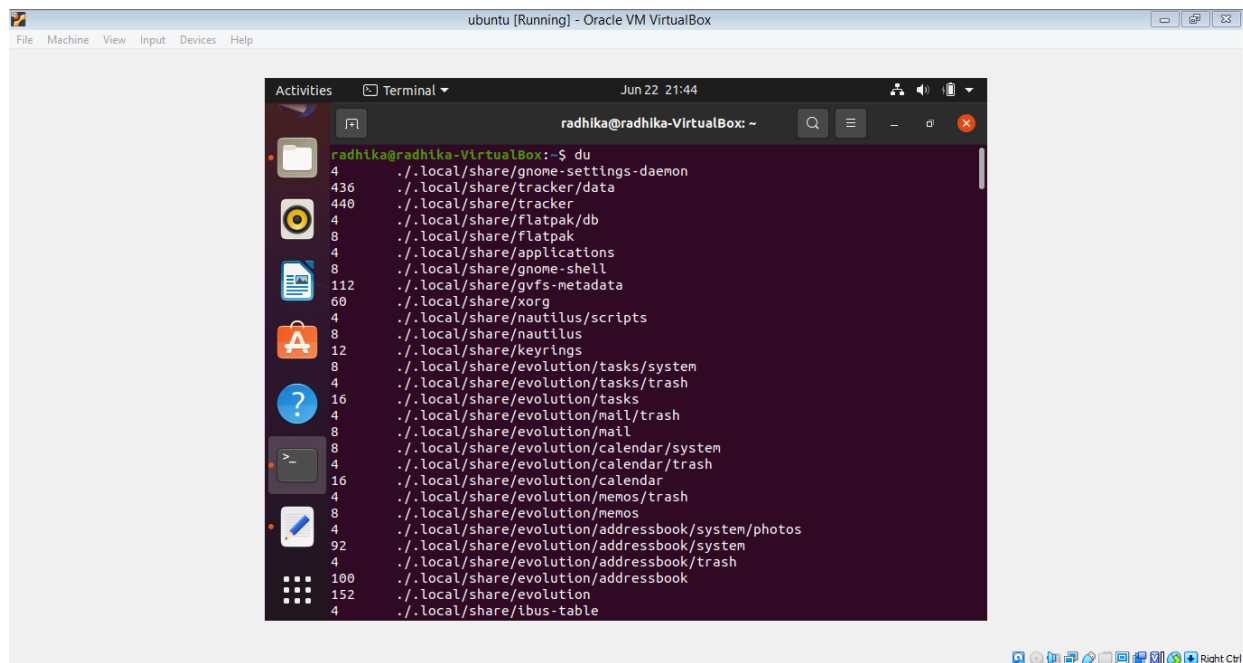 ubuntu [Running] - Oracle VM VirtualBox
File Machine View Input Devices Help
Activities Terminal Jun 22 21:44
radhika@radhika-VirtualBox: ~
radhika@radhika-VirtualBox:~$ du
4 ./.local/share/gnome-settings-daemon
436 ./.local/share/tracker/data
440 ./.local/share/tracker
4 ./.local/share/flatpak/db
8 ./.local/share/flatpak
4 ./.local/share/applications
8 ./.local/share/gnome-shell
112 ./.local/share/gvfs-metadata
60 ./.local/share/xorg
4 ./.local/share/nautilus/scripts
8 ./.local/share/nautilus
12 ./.local/share/keyrings
8 ./.local/share/evolution/tasks/system
4 ./.local/share/evolution/tasks/trash
16 ./.local/share/evolution/tasks
4 ./.local/share/evolution/mail/trash
8 ./.local/share/evolution/mail
8 ./.local/share/evolution/calendar/system
4 ./.local/share/evolution/calendar/trash
16 ./.local/share/evolution/calendar
4 ./.local/share/evolution/memos/trash
8 ./.local/share/evolution/memos
4 ./.local/share/evolution/addressbook/system/photos
92 ./.local/share/evolution/addressbook/system
4 ./.local/share/evolution/addressbook/trash
100 ./.local/share/evolution/addressbook
152 ./.local/share/evolution
4 ./.local/share/ibus-table
Right Ctrl